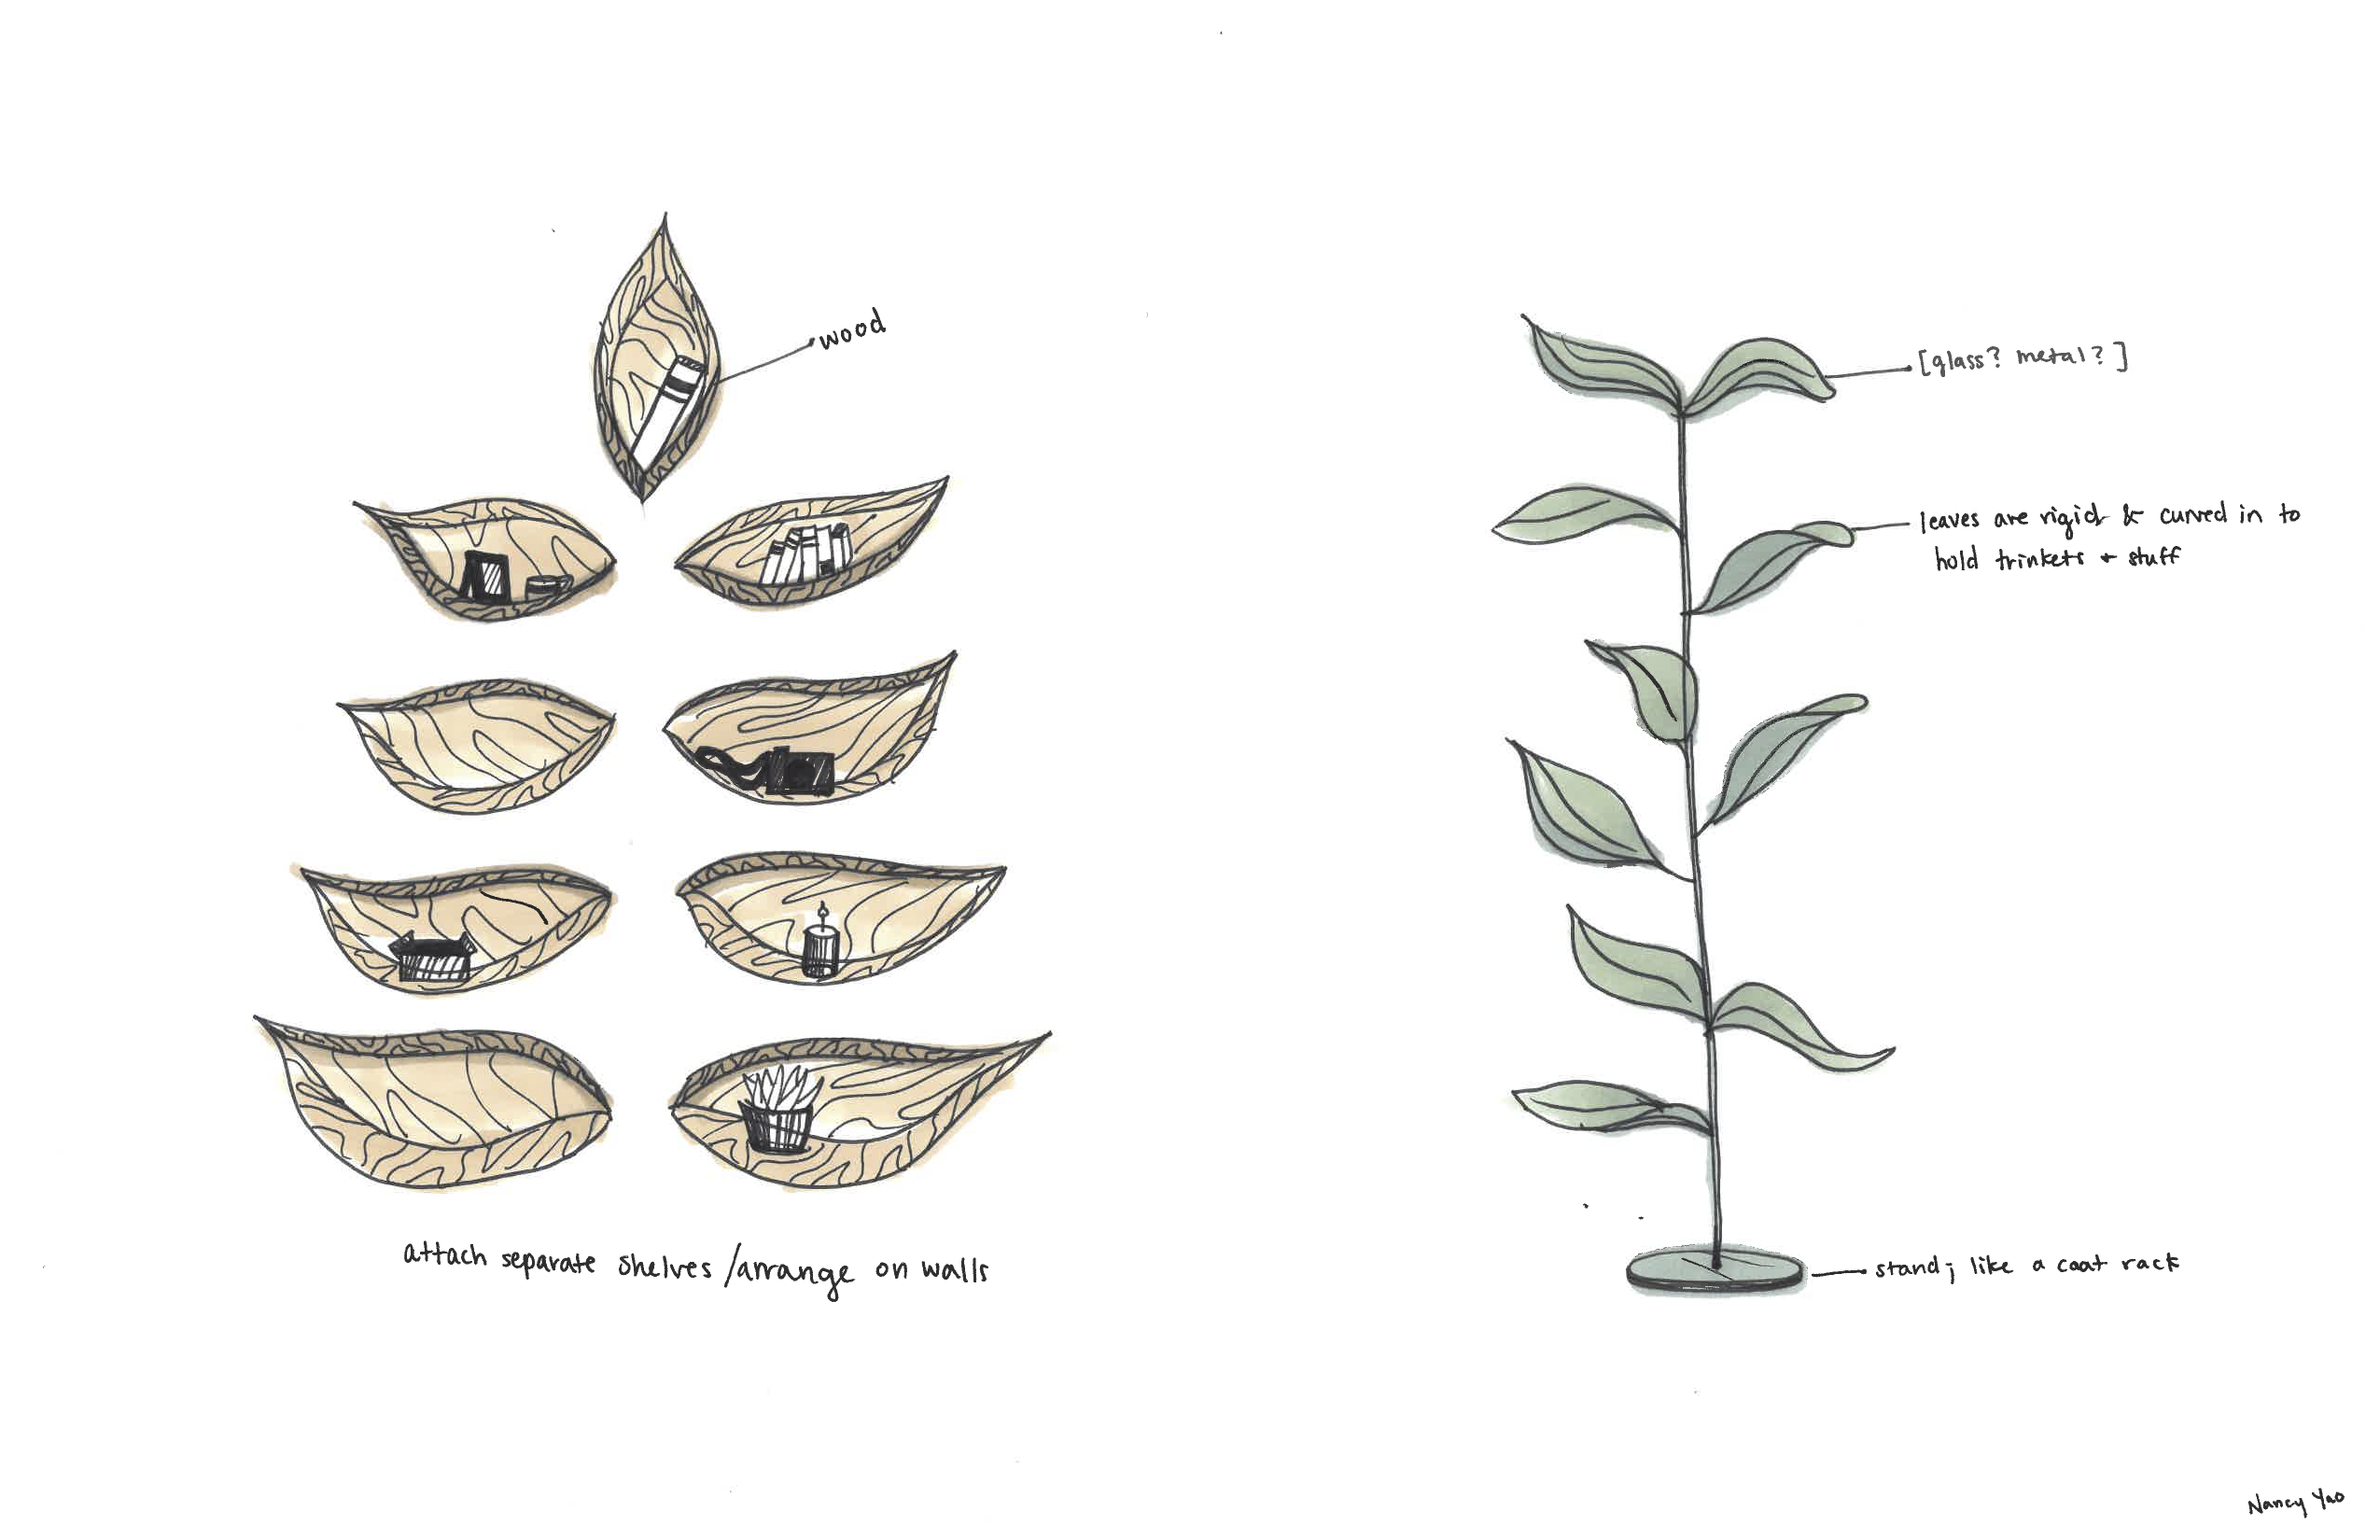 wood
attach separate shelves/arrange on walls
[glass? metal?]
leaves are rigid & curved in to
hold trinkets + stuff
stand; like a coat rack
Nancy Yao